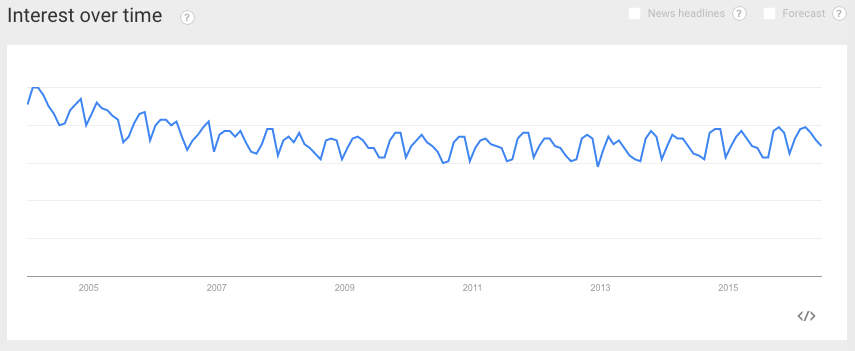 Interest over time ?
News headlines ? Forecast ?
2005 2007 2009 2011 2013 2015
</>